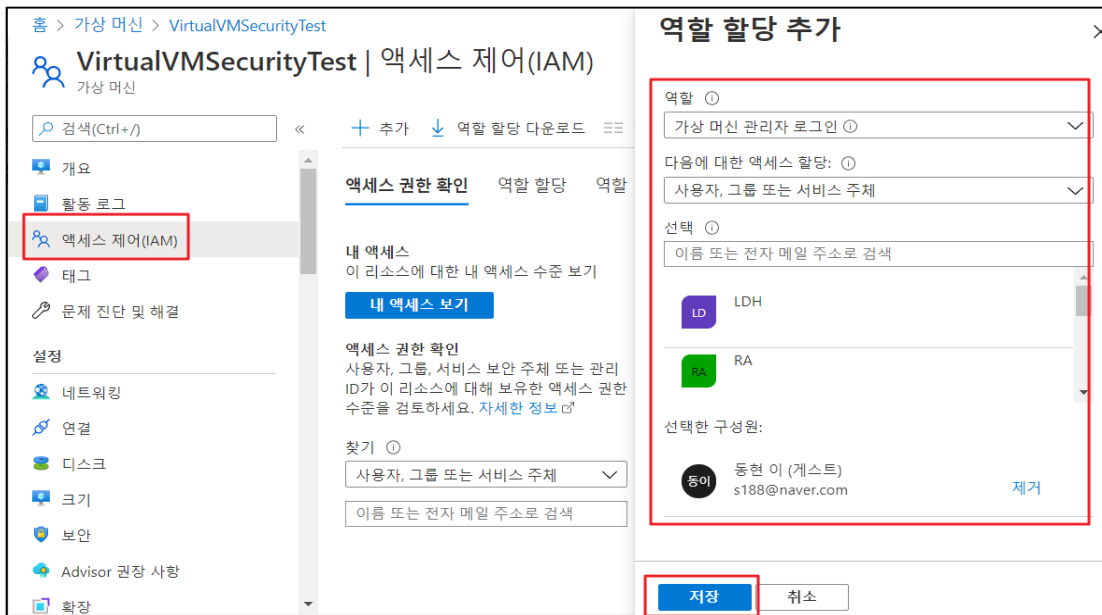 홈 > 가상 머신 > VirtualVMSecurityTest
VirtualVMSecurityTest | 액세스 제어(IAM)
가상 머신
검색(Ctrl+/)
«
개요
활동 로그
액세스 제어(IAM)
태그
문제 진단 및 해결
설정
네트워킹
연결
디스크
크기
보안
Advisor 권장 사항
확장
+ 추가 ↓ 역할 할당 다운로드
액세스 권한 확인 역할 할당 역할
내 액세스
이 리소스에 대한 내 액세스 수준 보기
내 액세스 보기
액세스 권한 확인
사용자, 그룹, 서비스 보안 주체 또는 관리
ID가 이 리소스에 대해 보유한 액세스 권한
수준을 검토하세요. 자세한 정보
찾기
사용자, 그룹 또는 서비스 주체
이름 또는 전자 메일 주소로 검색
역할 할당 추가
역할
가상 머신 관리자 로그인
다음에 대한 액세스 할당:
사용자, 그룹 또는 서비스 주체
선택
이름 또는 전자 메일 주소로 검색
LD LDH
RA RA
선택한 구성원:
동이 동현 이 (게스트)
s188@naver.com
제거
저장 취소